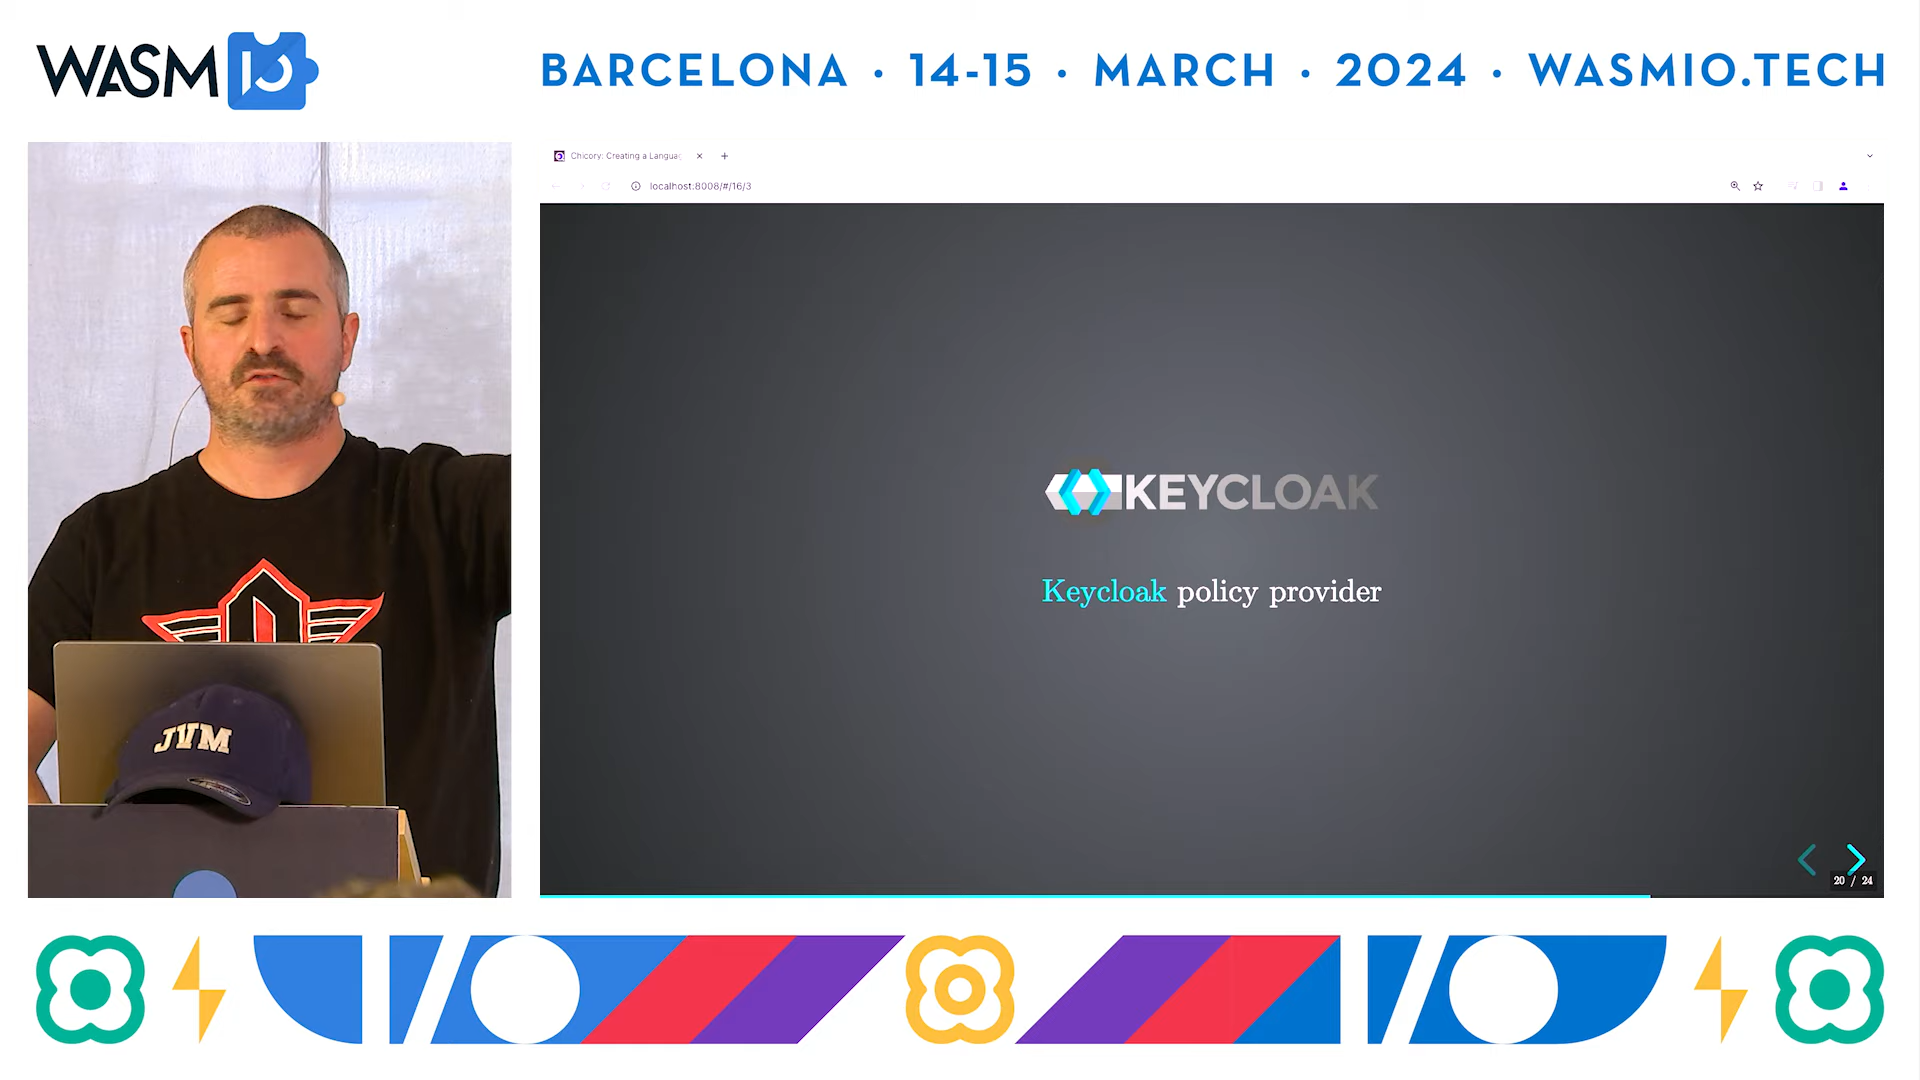 WASM IO
BARCELONA · 14-15 · MARCH · 2024 · WASMIO.TECH
Chicory: Creating a Langua
localhost:8008/#/16/3
KEYCLOAK
Keycloak policy provider
JVM
20 / 24